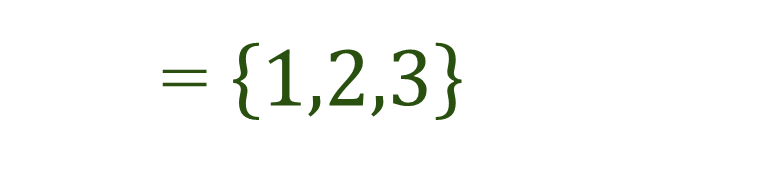 = {1,2,3}